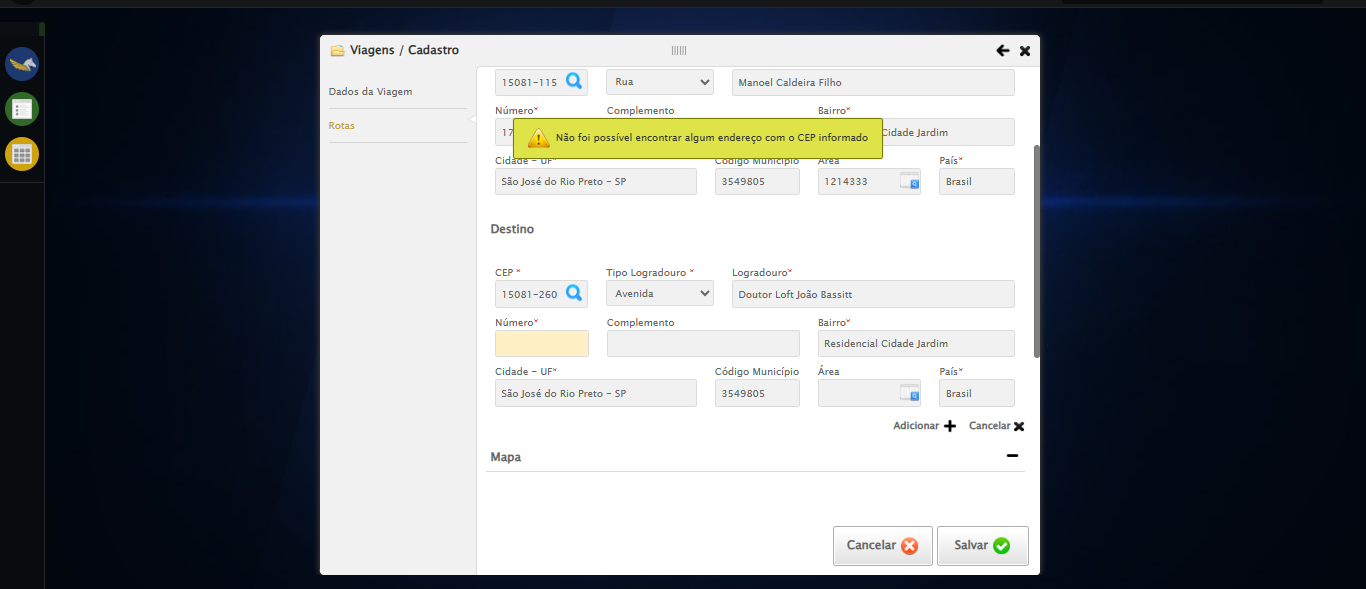 Viagens / Cadastro
Dados da Viagem
Rotas
15081-115 Rua Manoel Caldeira Filho
Número* Complemento Bairro*
17 Cidade Jardim
Não foi possível encontrar algum endereço com o CEP informado
Cidade - UF* Código Município Área País*
São José do Rio Preto - SP 3549805 1214333 Brasil
Destino
CEP * Tipo Logradouro * Logradouro*
15081-260 Avenida Doutor Loft João Bassitt
Número* Complemento Bairro*
Residencial Cidade Jardim
Cidade - UF* Código Município Área País*
São José do Rio Preto - SP 3549805 Brasil
Adicionar Cancelar
Mapa
Cancelar Salvar